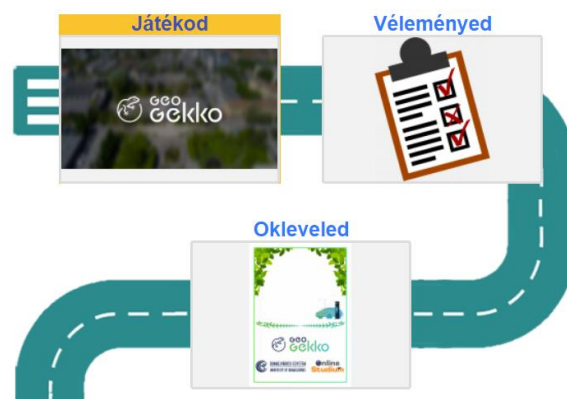 Játékod
Véleményed
GEO
Gekko
Okleveled
GEO
Gekko
Online
Studium